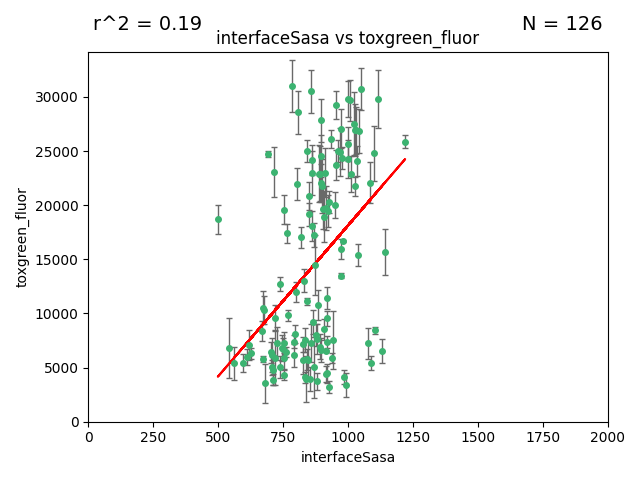 r^2 = 0.19
N = 126
interfaceSasa vs toxgreen_fluor
30000
25000
20000
15000
10000
5000
0
toxgreen_fluor
0 250 500 750 1000 1250 1500 1750 2000
interfaceSasa